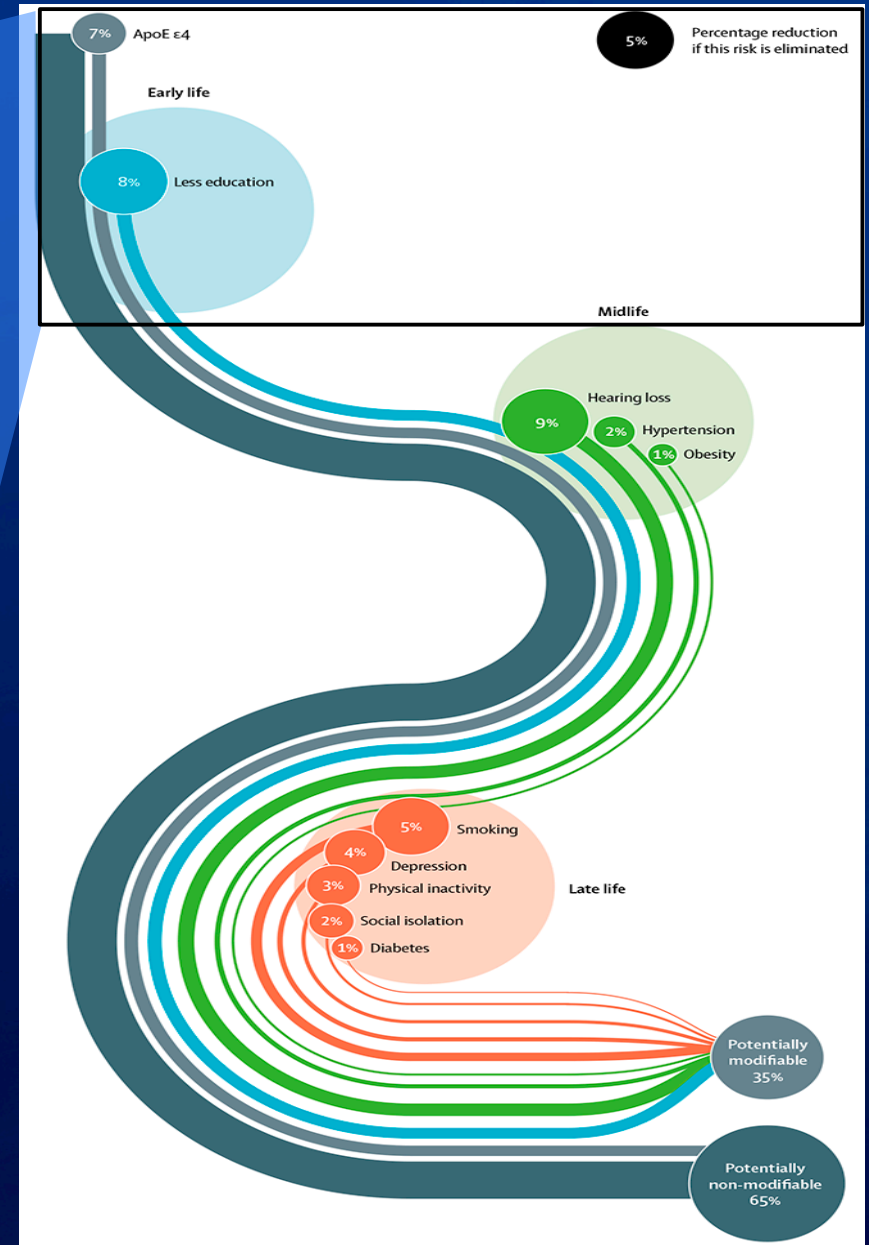 7%
ApoE ε4
5%
Percentage reduction
if this risk is eliminated
Early life
8%
Less education
Midlife
Hearing loss
9%
2%
Hypertension
1%
Obesity
5%
Smoking
4%
Depression
3%
Physical inactivity
Late life
2%
Social isolation
1%
Diabetes
Potentially
modifiable
35%
Potentially
non-modifiable
65%